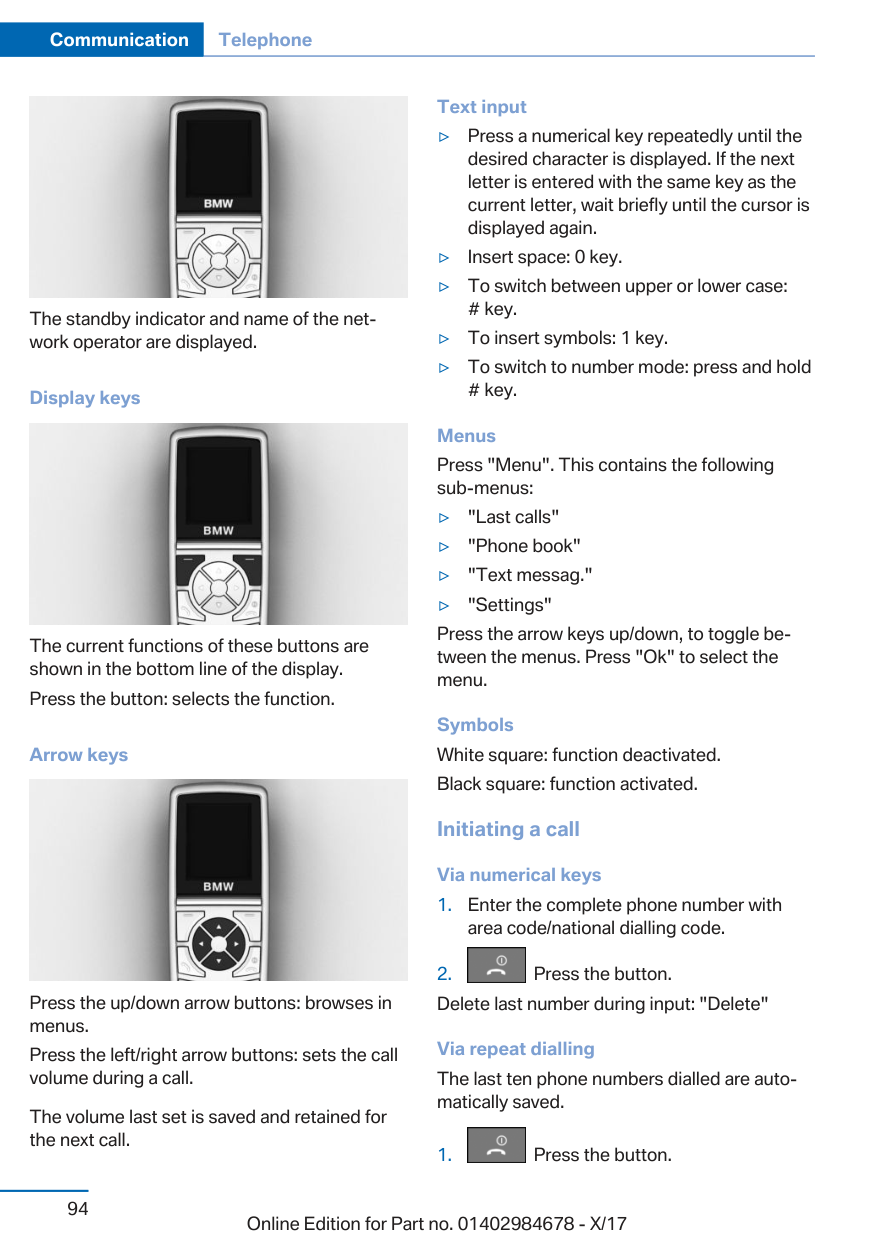 Communication Telephone
BMW
The standby indicator and name of the net-
work operator are displayed.
Display keys
BMW
The current functions of these buttons are
shown in the bottom line of the display.
Press the button: selects the function.
Arrow keys
BMW
Press the up/down arrow buttons: browses in
menus.
Press the left/right arrow buttons: sets the call
volume during a call.
The volume last set is saved and retained for
the next call.
Text input
▷ Press a numerical key repeatedly until the
desired character is displayed. If the next
letter is entered with the same key as the
current letter, wait briefly until the cursor is
displayed again.
▷ Insert space: 0 key.
▷ To switch between upper or lower case:
# key.
▷ To insert symbols: 1 key.
▷ To switch to number mode: press and hold
# key.
Menus
Press "Menu". This contains the following
sub-menus:
▷ "Last calls"
▷ "Phone book"
▷ "Text messag."
▷ "Settings"
Press the arrow keys up/down, to toggle be-
tween the menus. Press "Ok" to select the
menu.
Symbols
White square: function deactivated.
Black square: function activated.
Initiating a call
Via numerical keys
1. Enter the complete phone number with
area code/national dialling code.
2. Press the button.
Delete last number during input: "Delete"
Via repeat dialling
The last ten phone numbers dialled are auto-
matically saved.
1. Press the button.
94
Online Edition for Part no. 01402984678 - X/17